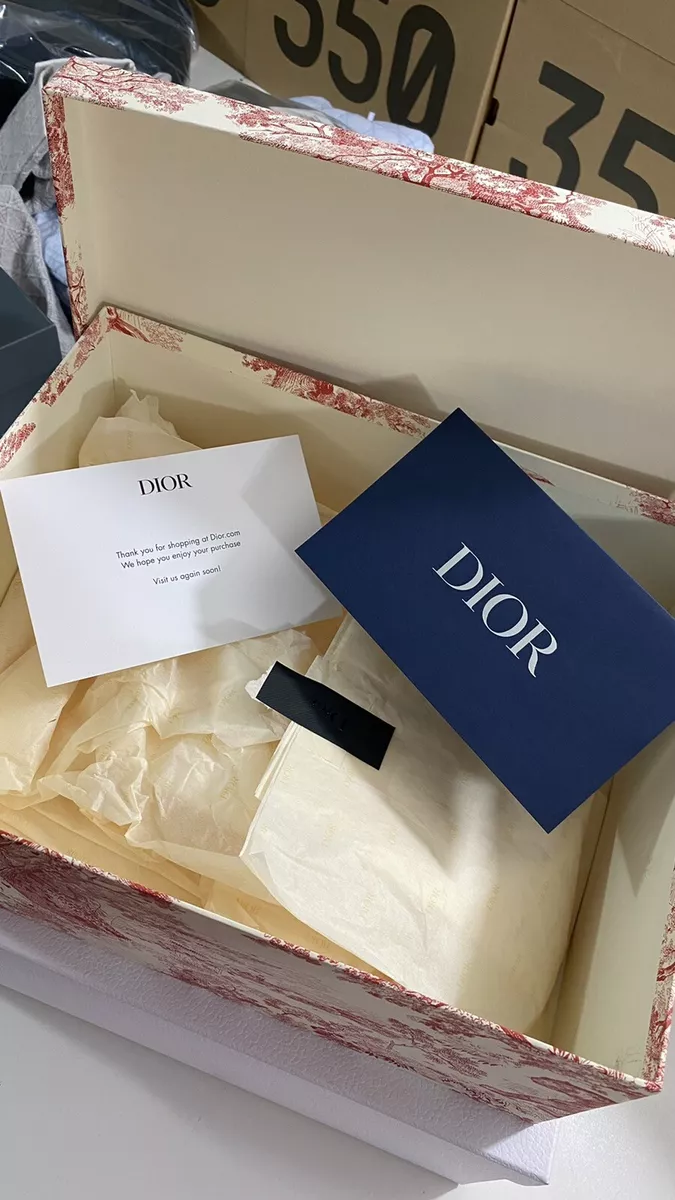 350
35
DIOR
Thank you for shopping at Dior.com
We hope you enjoy your purchase
Visit us again soon!
DIOR